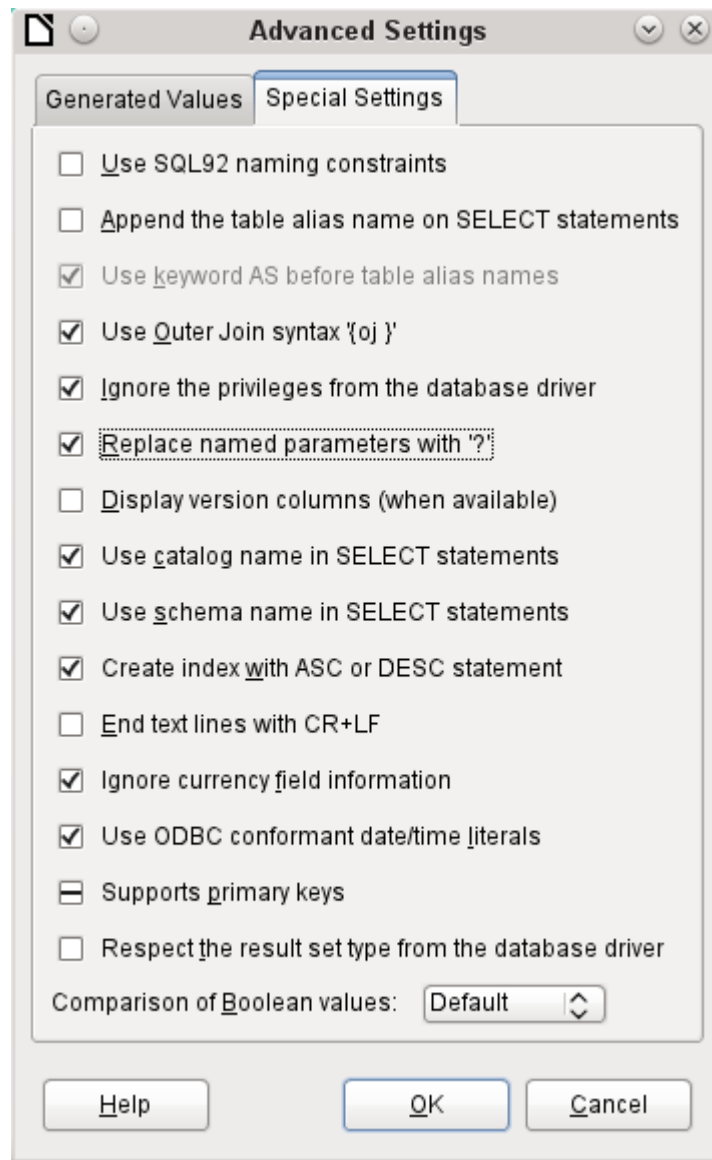 Advanced Settings
Generated Values
Special Settings
Use SQL92 naming constraints
Append the table alias name on SELECT statements
Use keyword AS before table alias names
Use Outer Join syntax '{oj }'
Ignore the privileges from the database driver
Replace named parameters with '?'
Display version columns (when available)
Use catalog name in SELECT statements
Use schema name in SELECT statements
Create index with ASC or DESC statement
End text lines with CR+LF
Ignore currency field information
Use ODBC conformant date/time literals
Supports primary keys
Respect the result set type from the database driver
Comparison of Boolean values: Default
Help OK Cancel